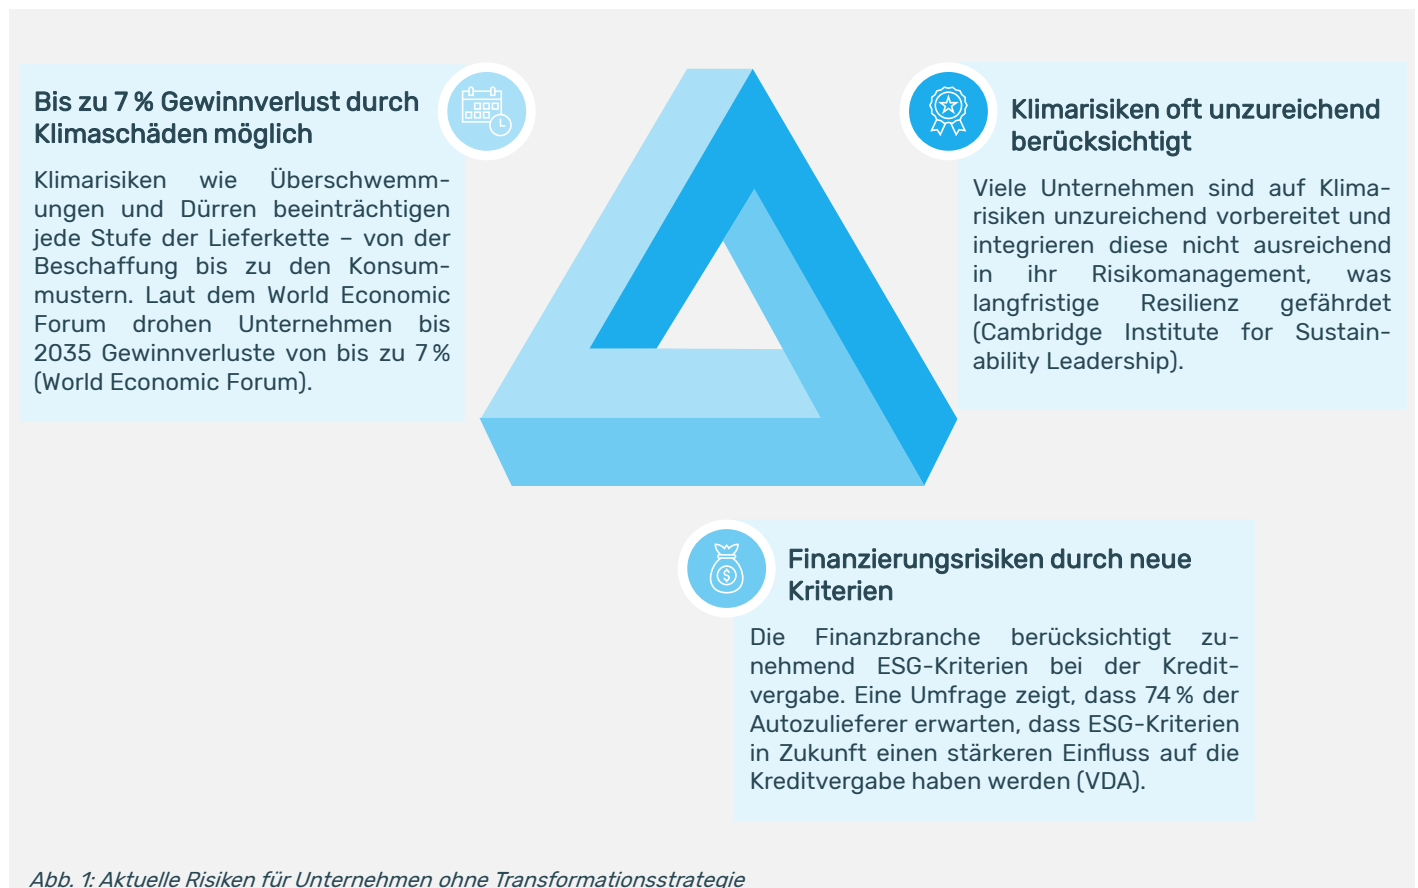 Bis zu 7 % Gewinnverlust durch
Klimaschäden möglich
Klimarisiken wie Überschwemm-
ungen und Dürren beeinträchtigen
jede Stufe der Lieferkette – von der
Beschaffung bis zu den Konsum-
mustern. Laut dem World Economic
Forum drohen Unternehmen bis
2035 Gewinnverluste von bis zu 7 %
(World Economic Forum).
Klimarisiken oft unzureichend
berücksichtigt
Viele Unternehmen sind auf Klima-
risiken unzureichend vorbereitet und
integrieren diese nicht ausreichend
in ihr Risikomanagement, was
langfristige Resilienz gefährdet
(Cambridge Institute for Sustain-
ability Leadership).
$
Finanzierungsrisiken durch neue
Kriterien
Die Finanzbranche berücksichtigt zu-
nehmend ESG-Kriterien bei der Kredit-
vergabe. Eine Umfrage zeigt, dass 74 % der
Autozulieferer erwarten, dass ESG-Kriterien
in Zukunft einen stärkeren Einfluss auf die
Kreditvergabe haben werden (VDA).
Abb. 1: Aktuelle Risiken für Unternehmen ohne Transformationsstrategie